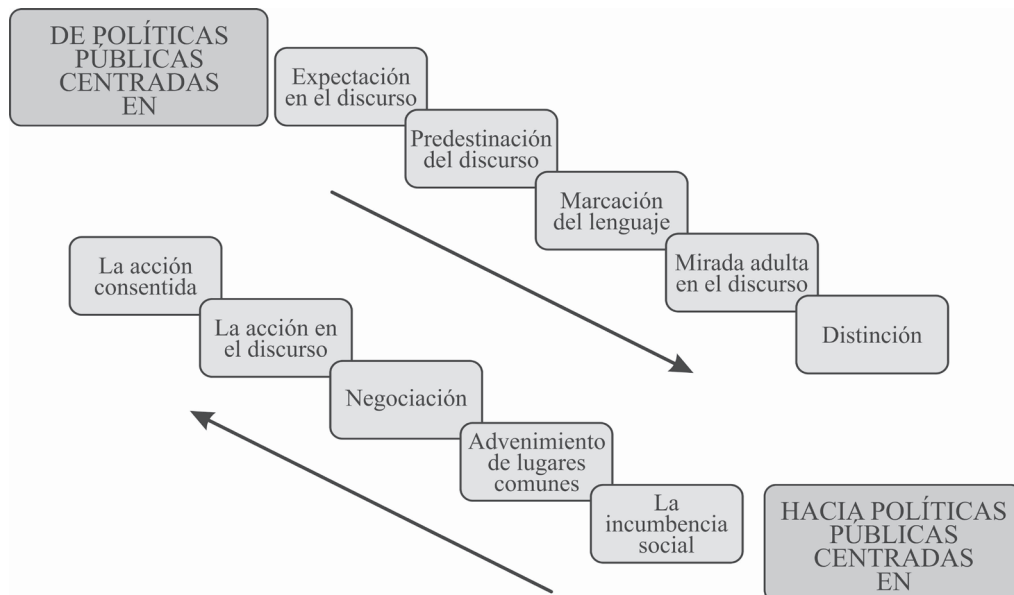 DE POLÍTICAS
PÚBLICAS
CENTRADAS
EN
Expectación
en el discurso
Predestinación
del discurso
Marcación
del lenguaje
Mirada adulta
en el discurso
Distinción
La acción
consentida
La acción en
el discurso
Negociación
Advenimiento
de lugares
comunes
La
incumbencia
social
HACIA POLÍTICAS
PÚBLICAS
CENTRADAS
EN